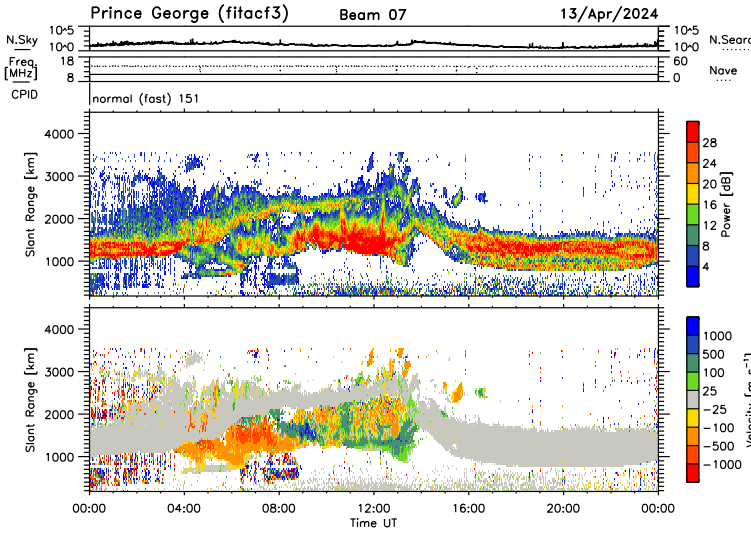 Prince George (fitacf3) Beam 07 13/Apr/2024
N.Sky 10^5 10^0 10^5 10^0 N.Sear
Freq. [MHz] 18 8 60 0 Nave
CPID normal (fast) 151
Slant Range [km] 4000 3000 2000 1000
28 24 20 16 12 8 4 Power [dB]
Slant Range [km] 4000 3000 2000 1000
1000 500 100 25 -25 -100 -500 -1000 Velocity [m s^-1]
00:00 04:00 08:00 12:00 16:00 20:00 00:00
Time UT